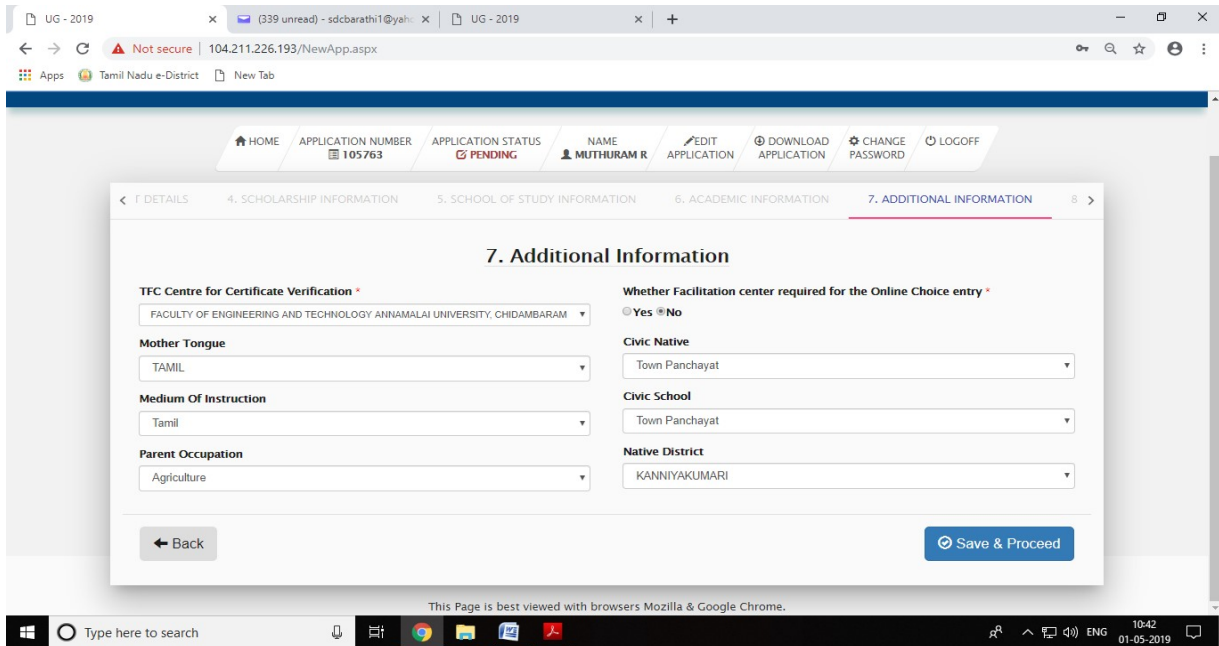 UG - 2019
(339 unread) - sdcbarathi1@yah
UG - 2019
Not secure | 104.211.226.193/NewApp.aspx
Apps Tamil Nadu e-District New Tab
HOME
APPLICATION NUMBER
105763
APPLICATION STATUS
PENDING
NAME
MUTHURAM R
EDIT
APPLICATION
DOWNLOAD
APPLICATION
CHANGE
PASSWORD
LOGOFF
T DETAILS 4. SCHOLARSHIP INFORMATION 5. SCHOOL OF STUDY INFORMATION 6. ACADEMIC INFORMATION 7. ADDITIONAL INFORMATION 8
7. Additional Information
TFC Centre for Certificate Verification *
FACULTY OF ENGINEERING AND TECHNOLOGY ANNAMALAI UNIVERSITY, CHIDAMBARAM
Whether Facilitation center required for the Online Choice entry *
Yes No
Mother Tongue
TAMIL
Civic Native
Town Panchayat
Medium Of Instruction
Tamil
Civic School
Town Panchayat
Parent Occupation
Agriculture
Native District
KANNIYAKUMARI
Back
Save & Proceed
This Page is best viewed with browsers Mozilla & Google Chrome.
Type here to search
ENG
10:42
01-05-2019